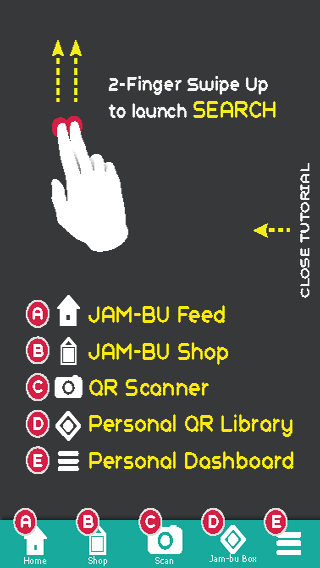 2-Finger Swipe Up
to launch SEARCH
CLOSE TUTORIAL
A JAM-BU Feed
B JAM-BU Shop
C QR Scanner
D Personal QR Library
E Personal Dashboard
A B C D E
Home Shop Scan Jam-bu Box